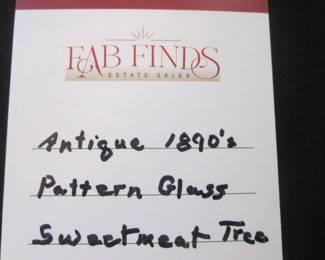 FAB FINDS
ESTATE SALES
Antique 1890's
Pattern Glass
Sweetmeat Tree